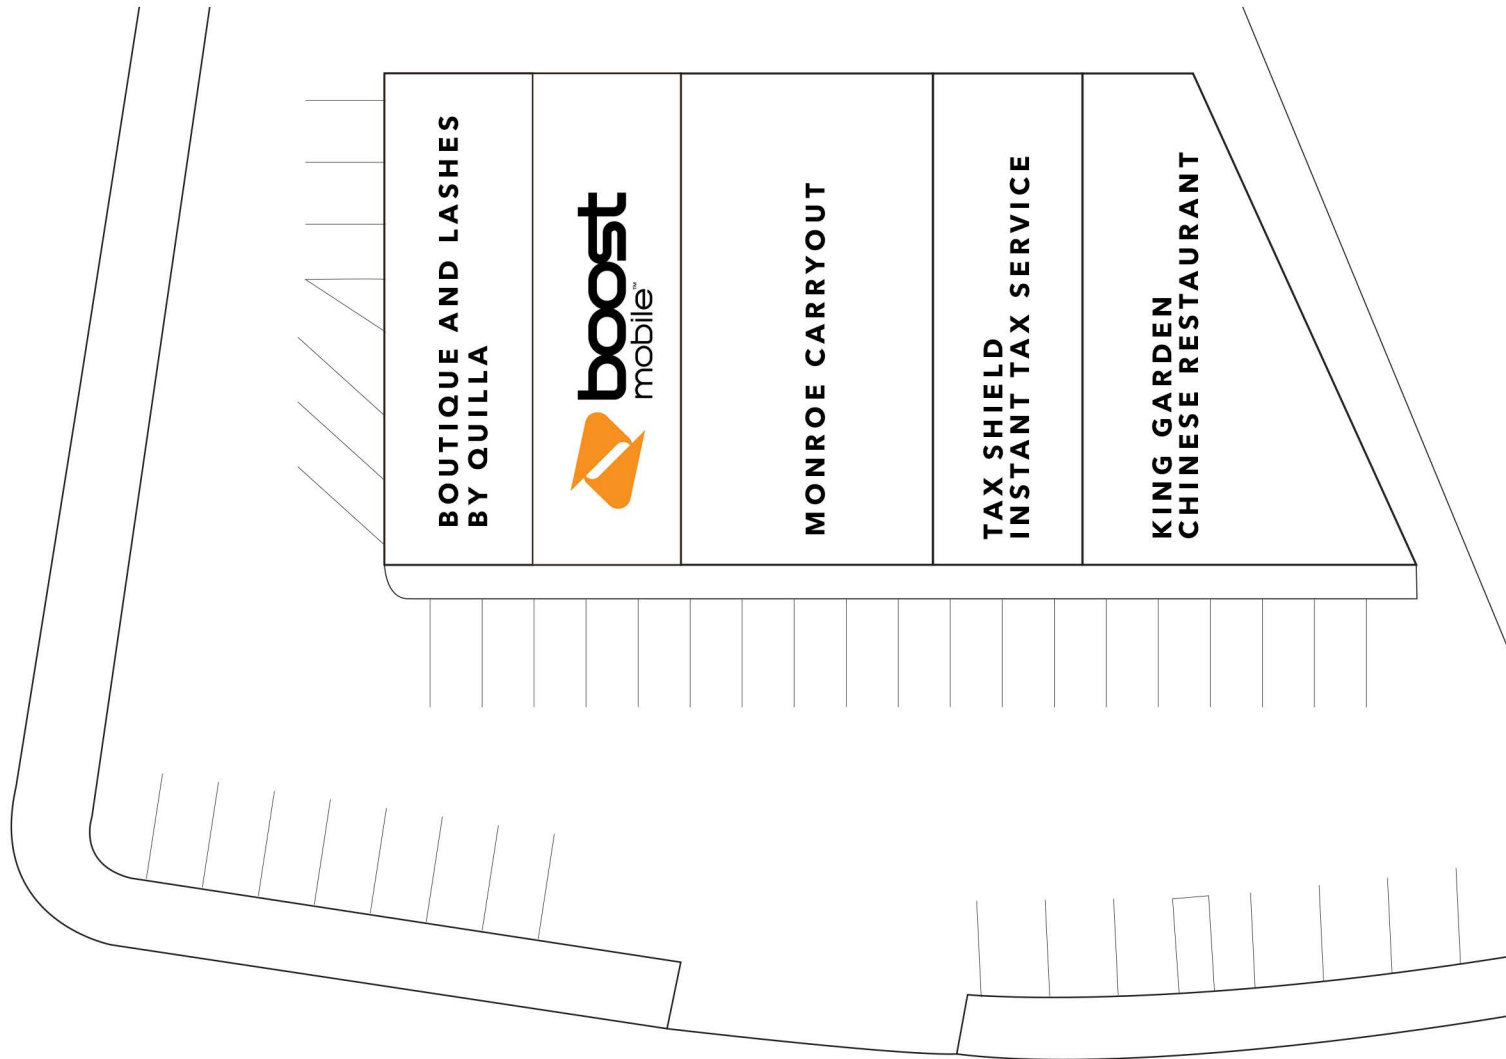 BOUTIQUE AND LASHES
BY QUILLA
boost
mobile™
MONROE CARRYOUT
TAX SHIELD
INSTANT TAX SERVICE
KING GARDEN
CHINESE RESTAURANT